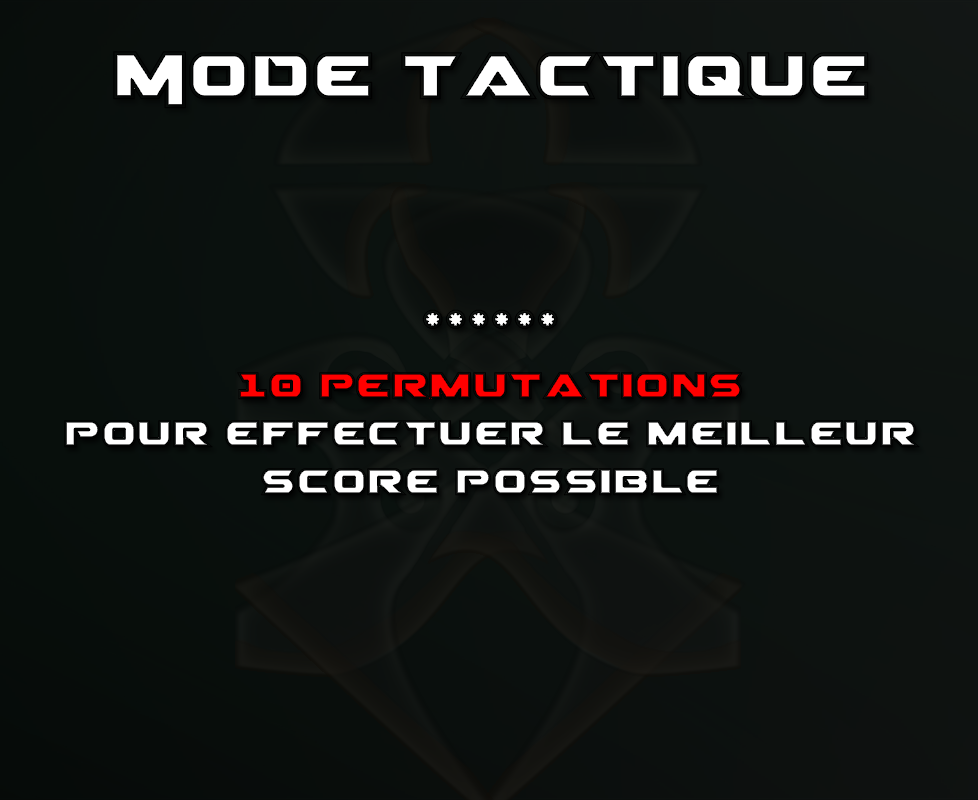 MODE TACTIQUE
******
10 PERMUTATIONS
POUR EFFECTUER LE MEILLEUR
SCORE POSSIBLE